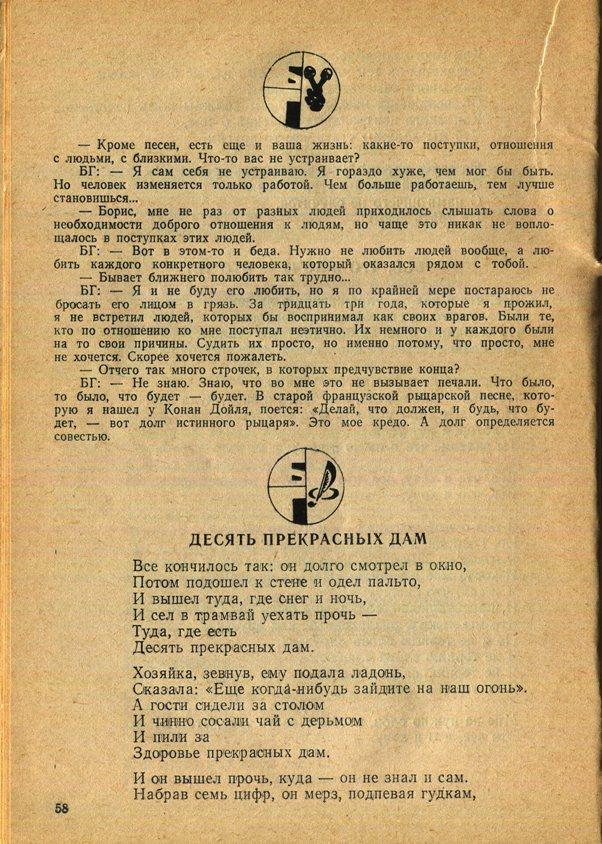 — Кроме песен, есть еще и ваша жизнь: какие-то поступки, отношения
с людьми, с близкими. Что-то вас не устраивает?
БГ: — Я сам себя не устраиваю. Я гораздо хуже, чем мог бы быть.
Но человек изменяется только работой. Чем больше работаешь, тем лучше
становишься...
— Борис, мне не раз от разных людей приходилось слышать слова о
необходимости доброго отношения к людям, но чаще это никак не вопло-
щалось в поступках этих людей.
БГ: — Вот в этом-то и беда. Нужно не любить людей вообще, а лю-
бить каждого конкретного человека, который оказался рядом с тобой.
— Бывает ближнего полюбить так трудно...
БГ: — Я и не буду его любить, но я по крайней мере постараюсь не
бросать его лицом в грязь. За тридцать три года, которые я прожил,
я не встретил людей, которых бы воспринимал как своих врагов. Были те,
кто по отношению ко мне поступал неэтично. Их немного и у каждого были
на то свои причины. Судить их просто, но именно потому, что просто, мне
не хочется. Скорее хочется пожалеть.
— Отчего так много строчек, в которых предчувствие конца?
БГ: — Не знаю. Знаю, что во мне это не вызывает печали. Что было,
то было, что будет — будет. В старой французской рыцарской песне, кото-
рую я нашел у Конан Дойля, поется: «Делай, что должен, и будь, что бу-
дет, — вот долг истинного рыцаря». Это мое кредо. А долг определяется
совестью.
ДЕСЯТЬ ПРЕКРАСНЫХ ДАМ
Все кончилось так: он долго смотрел в окно,
Потом подошел к стене и одел пальто,
И вышел туда, где снег и ночь,
И сел в трамвай уехать прочь —
Туда, где есть
Десять прекрасных дам.
Хозяйка, зевнув, ему подала ладонь,
Сказала: «Еще когда́-нибудь зайдите на наш огонь».
А гости сидели за столом
И чинно сосали чай с дерьмом
И пили за
Здоровье прекрасных дам.
И он вышел прочь, куда — он не знал и сам.
Набрав семь цифр, он мерз, подпевая гудкам,
58